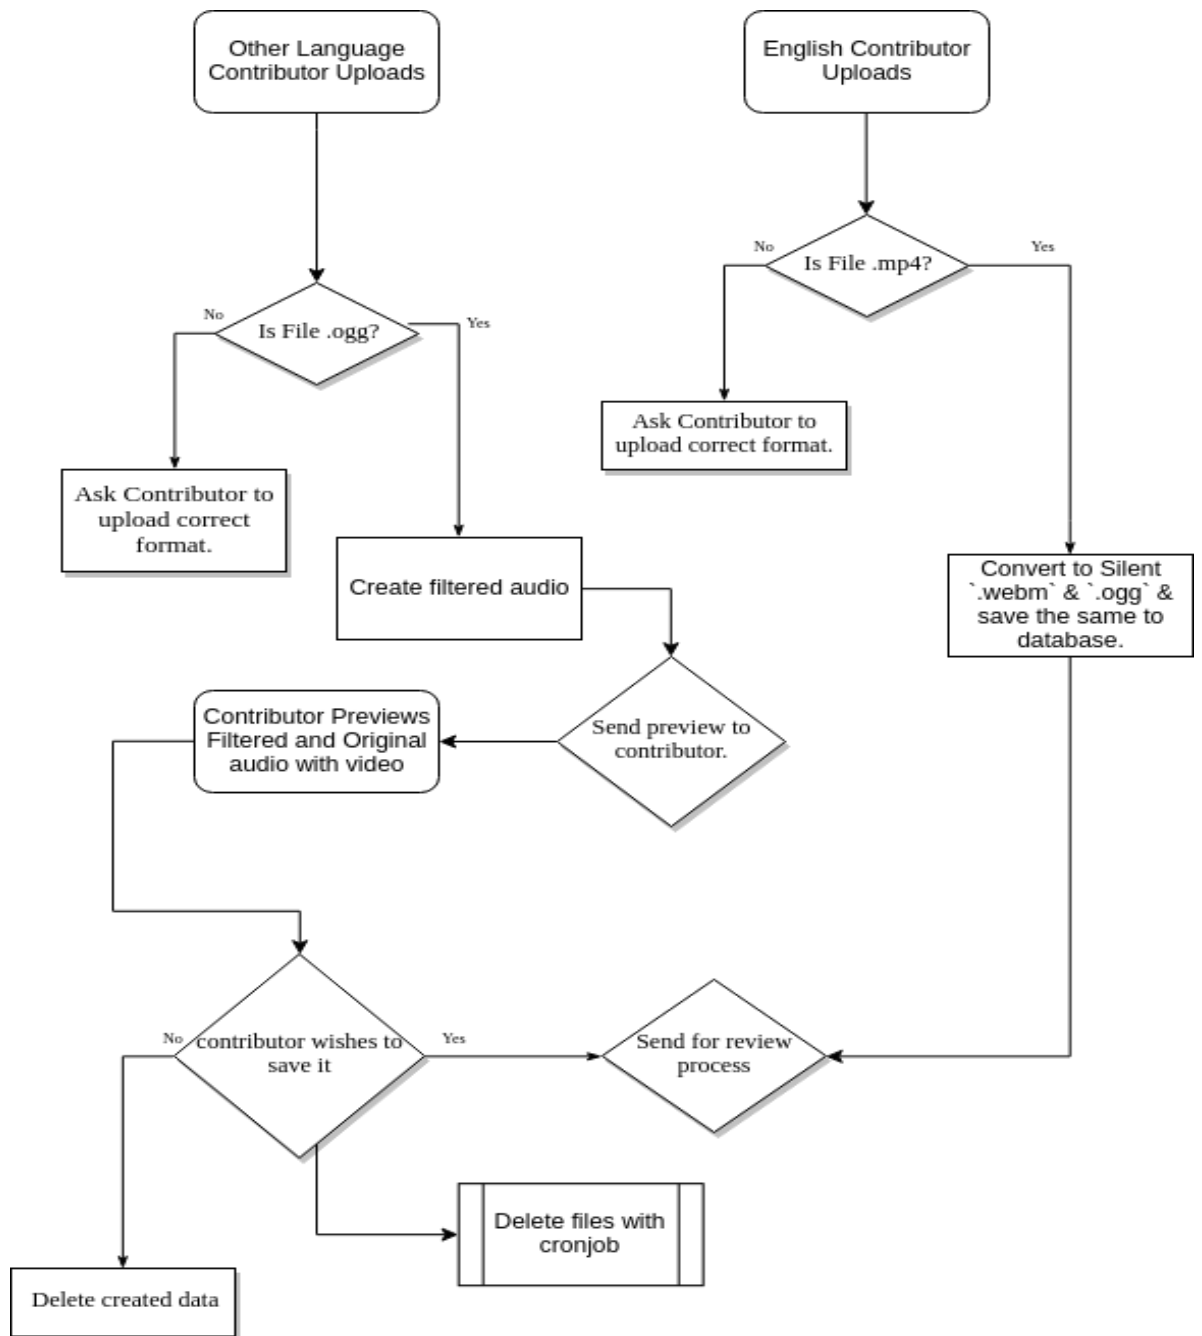 Other Language
Contributor Uploads
English Contributor
Uploads
No
Is File .mp4?
Yes
No
Is File .ogg?
Yes
Ask Contributor to
upload correct format.
Ask Contributor to
upload correct
format.
Create filtered audio
Convert to Silent
`.webm` & `.ogg` &
save the same to
database.
Contributor Previews
Filtered and Original
audio with video
Send preview to
contributor.
No
contributor wishes to
save it
Yes
Send for review
process
Delete files with
cronjob
Delete created data